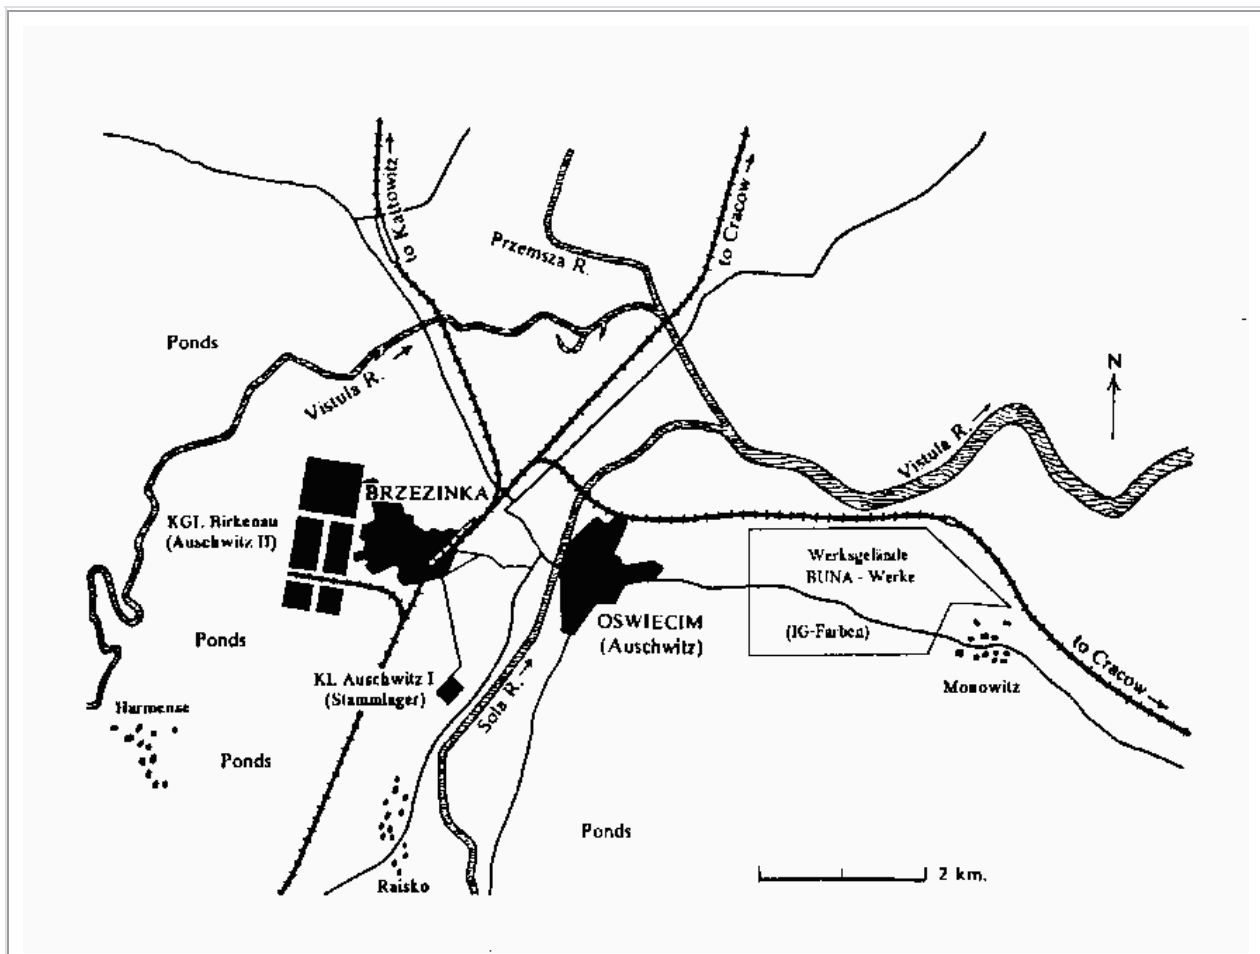 to Kattowitz
to Cracow
Przemsza R.
Ponds
Vistula R.
N
Vistula R.
BRZEZINKA
KGL Birkenau
(Auschwitz II)
Werksgelände
BUNA - Werke
OSWIECIM
(Auschwitz)
(IG-Farben)
Ponds
to Cracow
KL Auschwitz I
(Stammlager)
Sola R.
Monowitz
Harmense
Ponds
Ponds
Raisko
2 km.